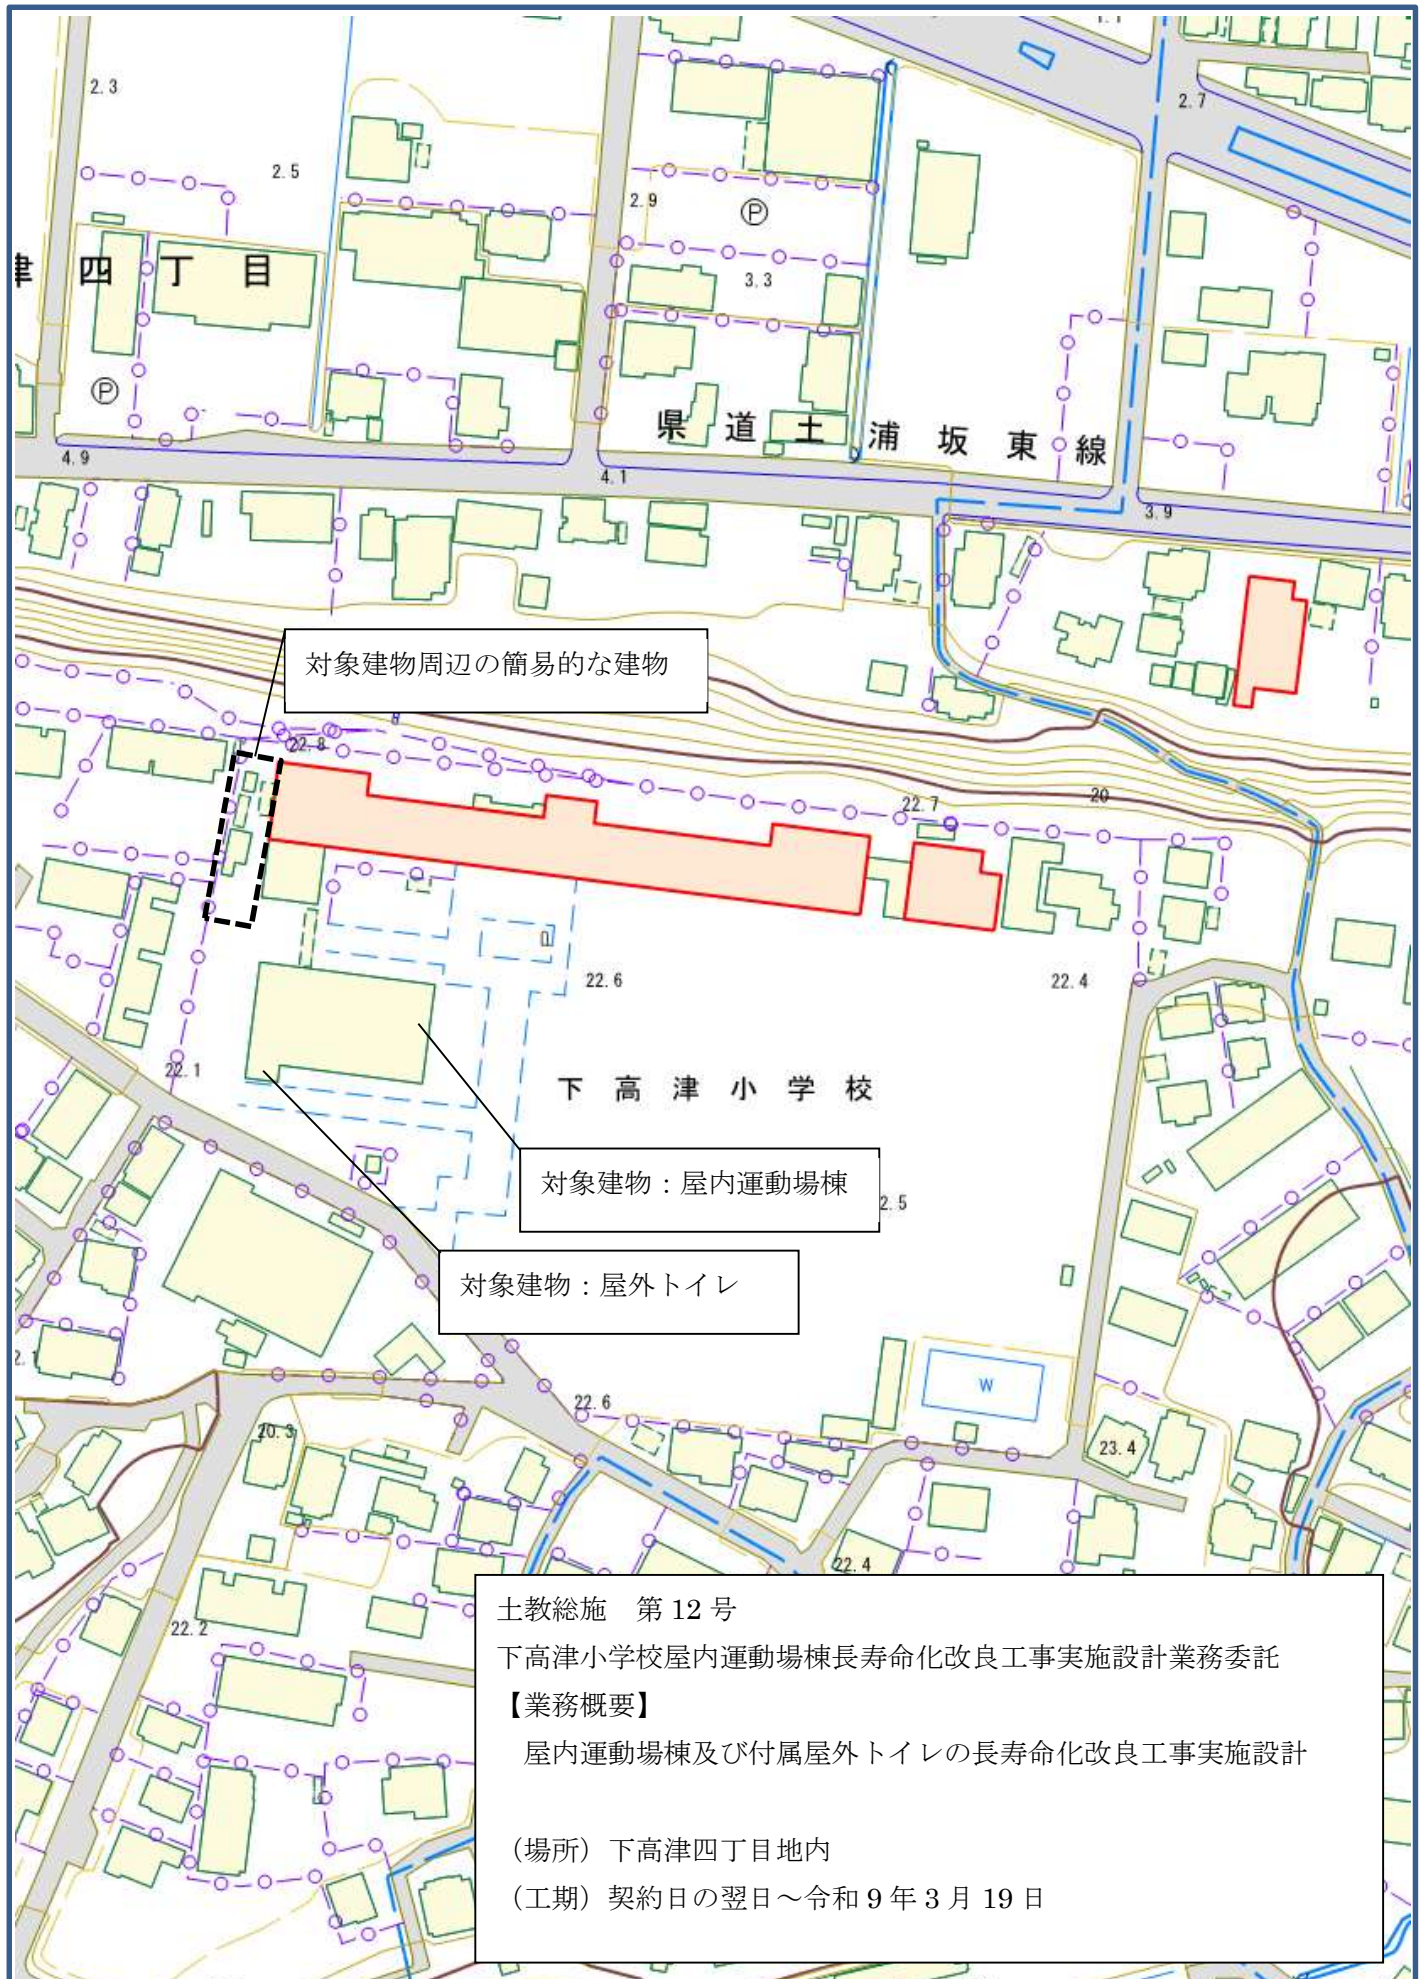 2.3
2.7
2.5
2.9
Ⓟ
津四丁目
3.3
Ⓟ
県道土浦坂東線
4.9
4.1
3.9
対象建物周辺の簡易的な建物
22.8
22.7
20
22.6
22.4
22.1
下高津小学校
対象建物：屋内運動場棟
2.5
対象建物：屋外トイレ
2.1
W
22.6
20.3
23.4
22.4
22.2
土教総施　第 12 号
下高津小学校屋内運動場棟長寿命化改良工事実施設計業務委託
【業務概要】
屋内運動場棟及び付属屋外トイレの長寿命化改良工事実施設計
（場所）下高津四丁目地内
（工期）契約日の翌日～令和 9 年 3 月 19 日